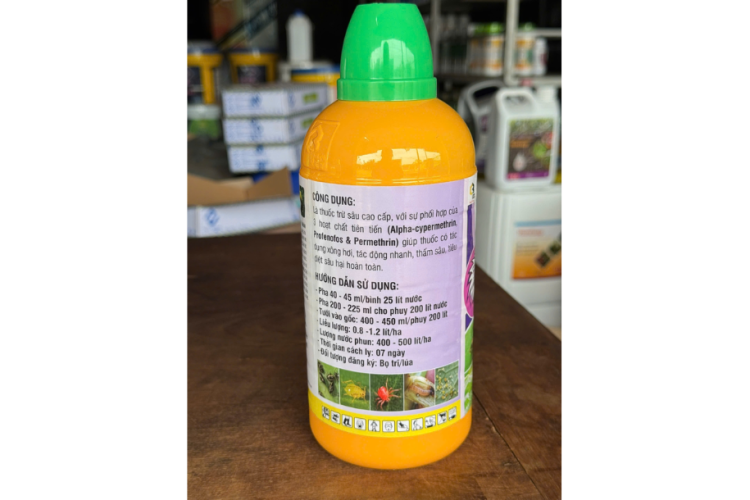 CÔNG DỤNG:
Là thuốc trừ sâu cao cấp, với sự phối hợp của
3 hoạt chất tiên tiến (Alpha-cypermethrin,
Profenofos & Permethrin) giúp thuốc có tác
dụng xông hơi, tác động nhanh, thấm sâu, tiêu
diệt sâu hại hoàn toàn.
HƯỚNG DẪN SỬ DỤNG:
- Pha 40 - 45 ml/bình 25 lít nước
- Pha 200 - 225 ml cho phuy 200 lít nước
- Tưới vào gốc: 400 - 450 ml/phuy 200 lít
- Liều lượng: 0.8 -1.2 lít/ha
- Lượng nước phun: 400 - 500 lít/ha
- Thời gian cách ly: 07 ngày
- Đối tượng đăng ký: Bọ trĩ/lúa